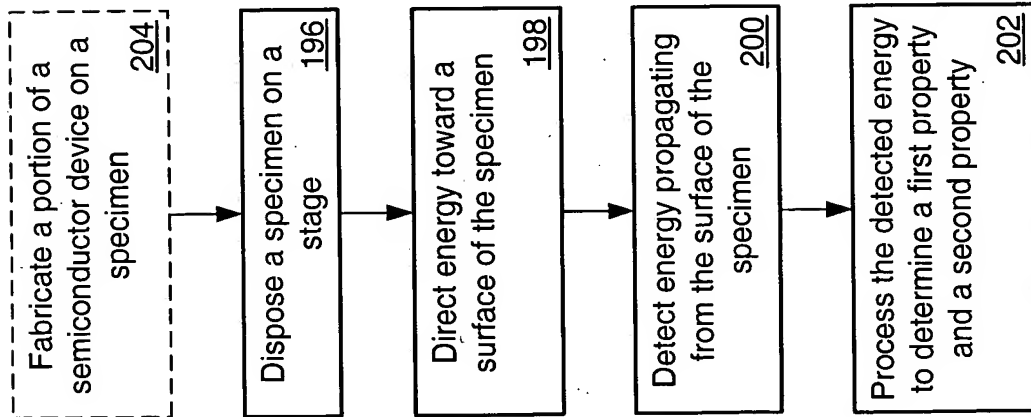 Fabricate a portion of a
semiconductor device on a
specimen
204
Dispose a specimen on a
stage
196
Direct energy toward a
surface of the specimen
198
Detect energy propagating
from the surface of the
specimen
200
Process the detected energy
to determine a first property
and a second property
202